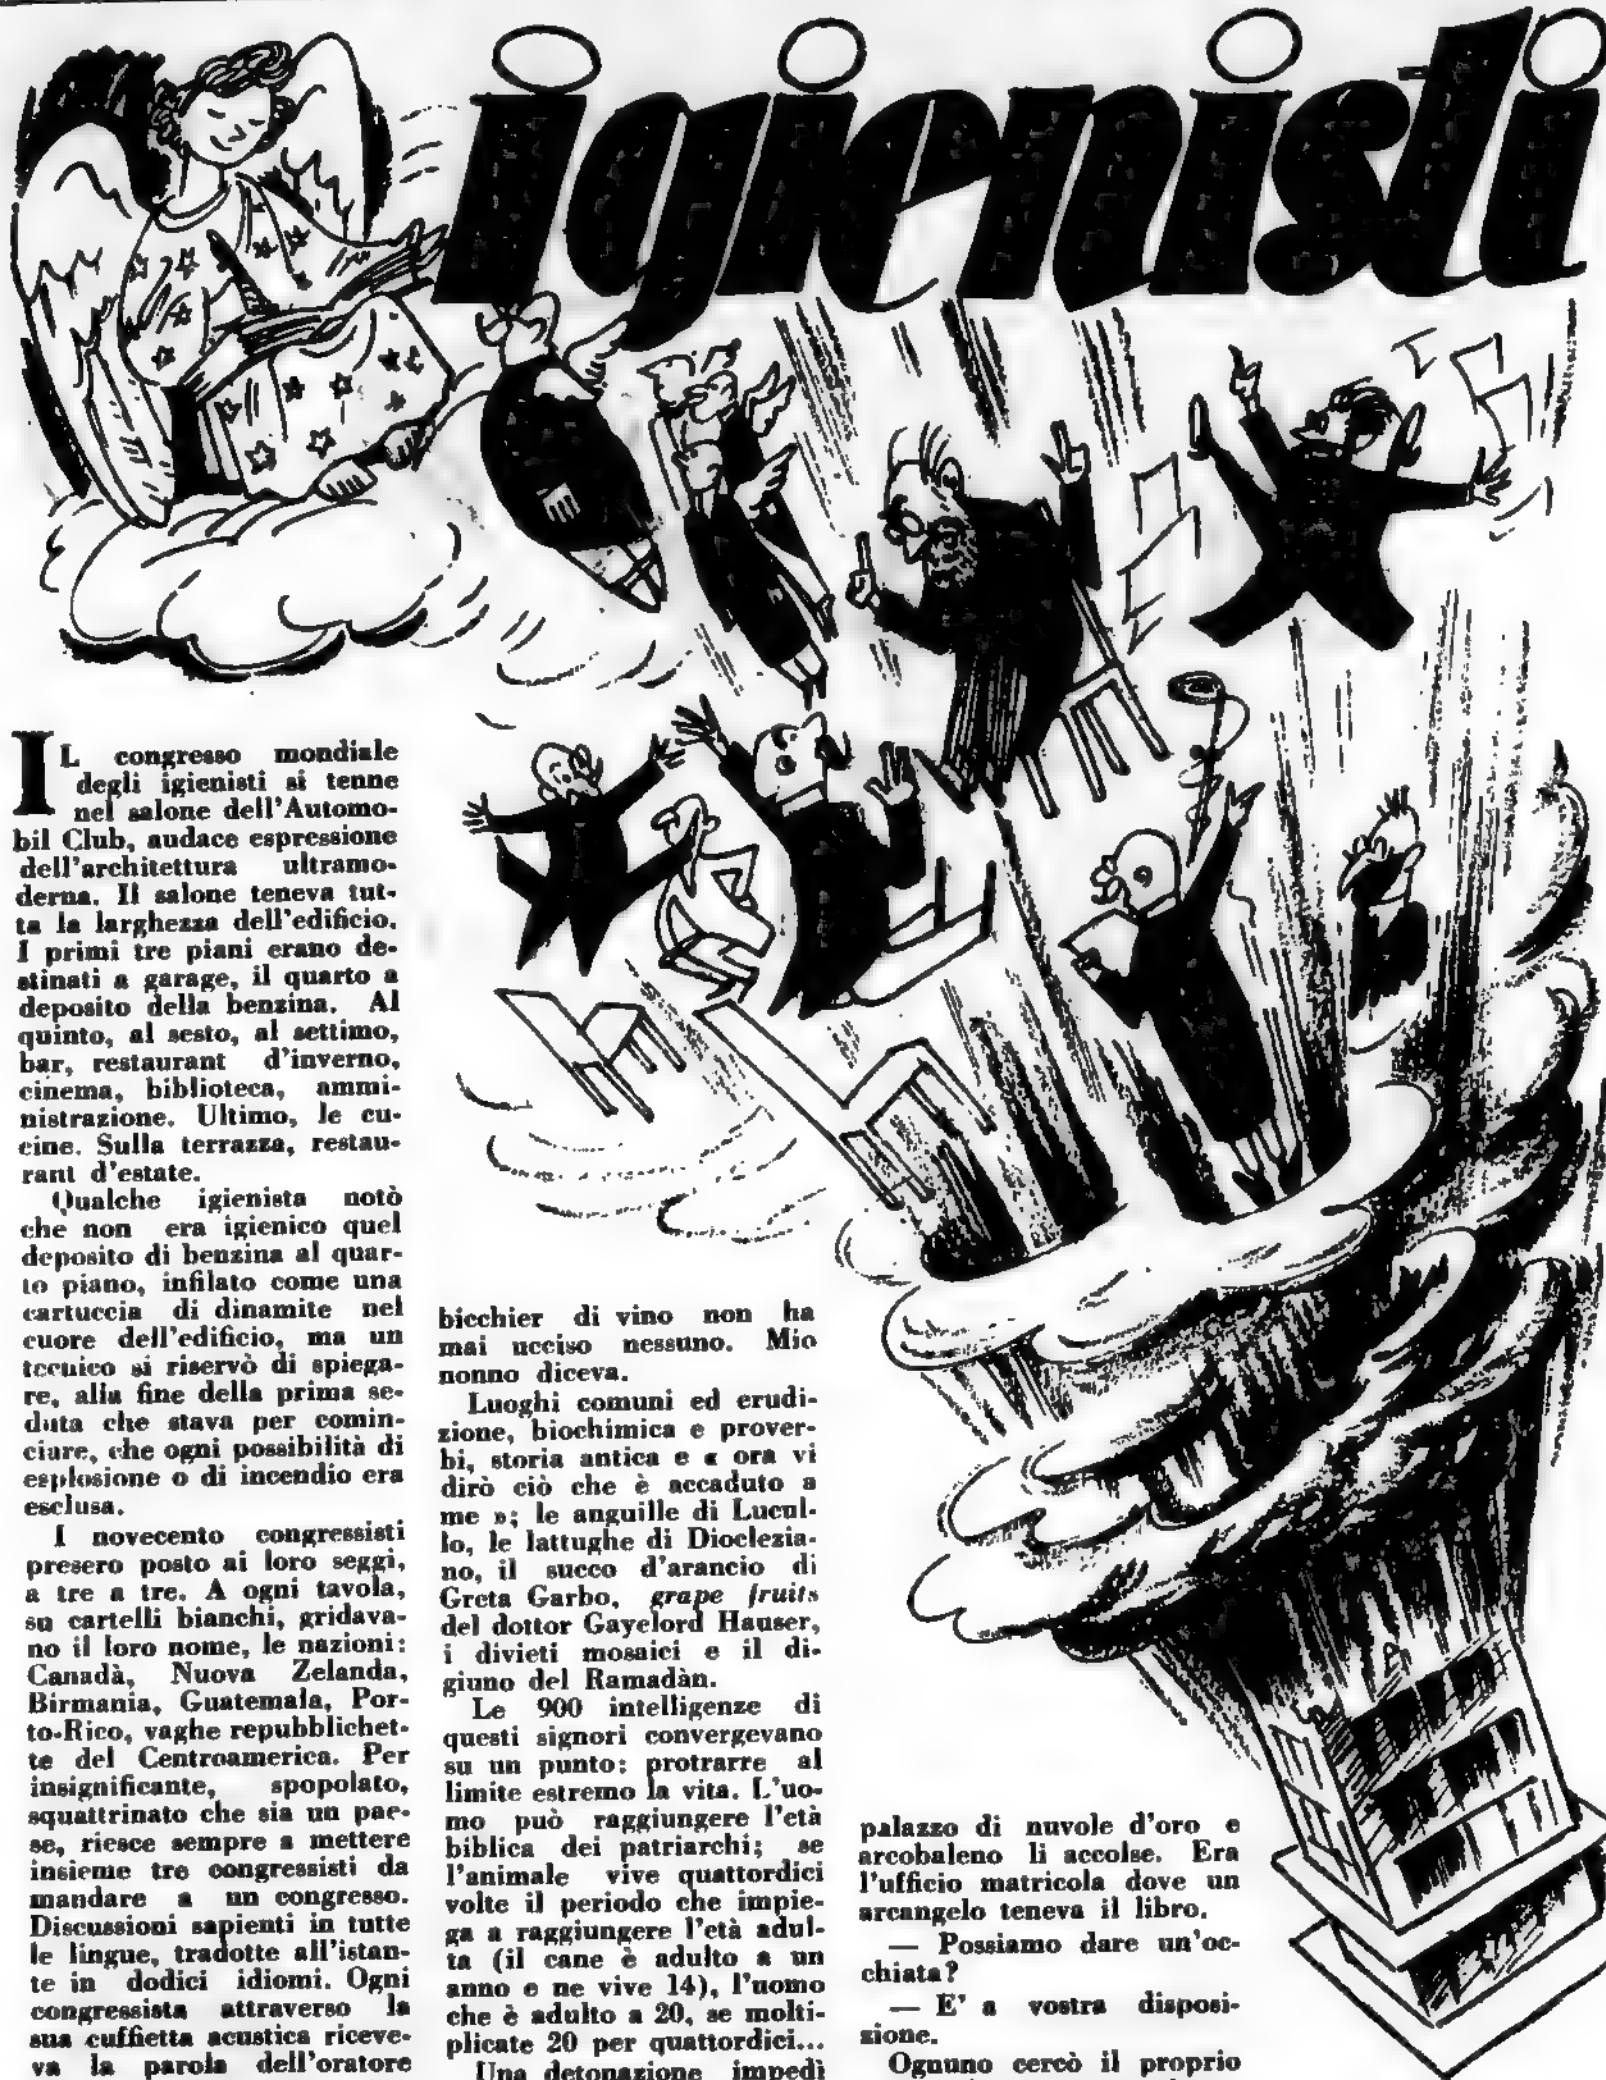 igienisti
IL congresso mondiale
degli igienisti si tenne
nel salone dell'Automo-
bil Club, audace espressione
dell'architettura ultramo-
derna. Il salone teneva tut-
ta la larghezza dell'edificio.
I primi tre piani erano de-
stinati a garage, il quarto a
deposito della benzina. Al
quinto, al sesto, al settimo,
bar, restaurant d'inverno,
cinema, biblioteca, ammi-
nistrazione. Ultimo, le cu-
cine. Sulla terrazza, restau-
rant d'estate.
Qualche igienista notò
che non era igienico quel
deposito di benzina al quar-
to piano, infilato come una
cartuccia di dinamite nel
cuore dell'edificio, ma un
tecnico si riservò di spiega-
re, alla fine della prima se-
duta che stava per comin-
ciare, che ogni possibilità di
esplosione o di incendio era
esclusa.
I novecento congressisti
presero posto ai loro seggi,
a tre a tre. A ogni tavola,
su cartelli bianchi, gridava-
no il loro nome, le nazioni:
Canadà, Nuova Zelanda,
Birmania, Guatemala, Por-
to-Rico, vaghe repubblichet-
te del Centroamerica. Per
insignificante, spopolato,
squattrinato che sia un pae-
se, riesce sempre a mettere
insieme tre congressisti da
mandare a un congresso.
Discussioni sapienti in tutte
le lingue, tradotte all'istan-
te in dodici idiomi. Ogni
congressista attraverso la
sua cuffietta acustica riceve-
va la parola dell'oratore
bicchier di vino non ha
mai ucciso nessuno. Mio
nonno diceva.
Luoghi comuni ed erudi-
zione, biochimica e prover-
bi, storia antica e « ora vi
dirò ciò che è accaduto a
me »; le anguille di Lucul-
lo, le lattughe di Dioclezia-
no, il succo d'arancio di
Greta Garbo, grape fruits
del dottor Gayelord Hauser,
i divieti mosaici e il di-
giuno del Ramadàn.
Le 900 intelligenze di
questi signori convergevano
su un punto: protrarre al
limite estremo la vita. L'uo-
mo può raggiungere l'età
biblica dei patriarchi; se
l'animale vive quattordici
volte il periodo che impie-
ga a raggiungere l'età adul-
ta (il cane è adulto a un
anno e ne vive 14), l'uomo
che è adulto a 20, se molti-
plicate 20 per quattordici...
Una detonazione impedì
palazzo di nuvole d'oro e
arcobaleno li accolse. Era
l'ufficio matricola dove un
arcangelo teneva il libro.
— Possiamo dare un'oc-
chiata?
— E' a vostra disposi-
zione.
Ognuno cercò il proprio